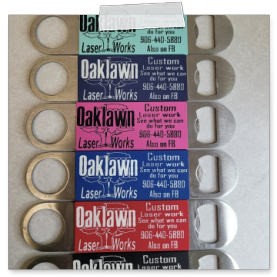 Oaklawn
Laser Works
do for you
906-440-5880
Also on FB
Oaklawn
Laser Works
Custom
Laser work
See what we can
do for you
906-440-5880
Also on FB
Oaklawn
Laser Works
Custom
Laser work
See what we can
do for you
906-440-5880
Also on FB
Oaklawn
Laser Works
Custom
Laser work
See what we can
do for you
906-440-5880
Also on FB
Oaklawn
Laser Works
Custom
Laser work
See what we can
do for you
906-440-5880
Also on FB
Custom